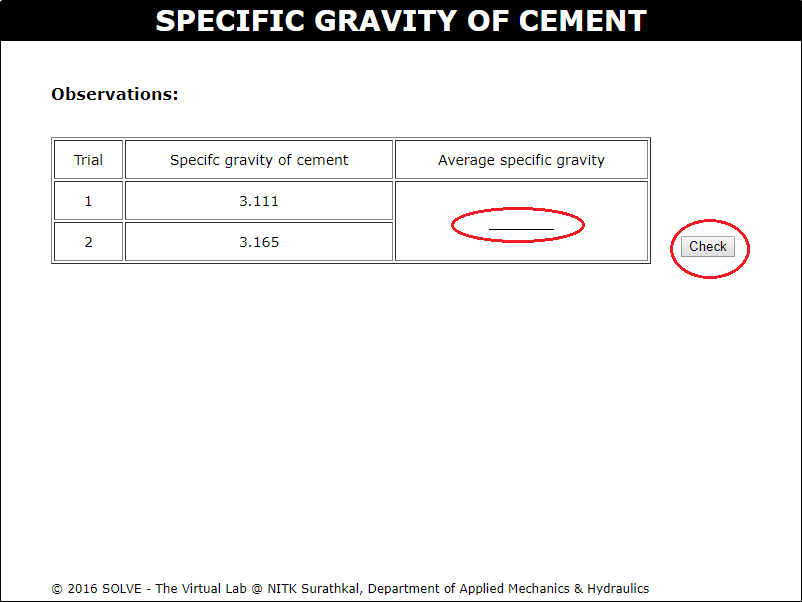 SPECIFIC GRAVITY OF CEMENT
Observations:
Trial Specifc gravity of cement Average specific gravity
1 3.111
2 3.165
Check
© 2016 SOLVE - The Virtual Lab @ NITK Surathkal, Department of Applied Mechanics & Hydraulics